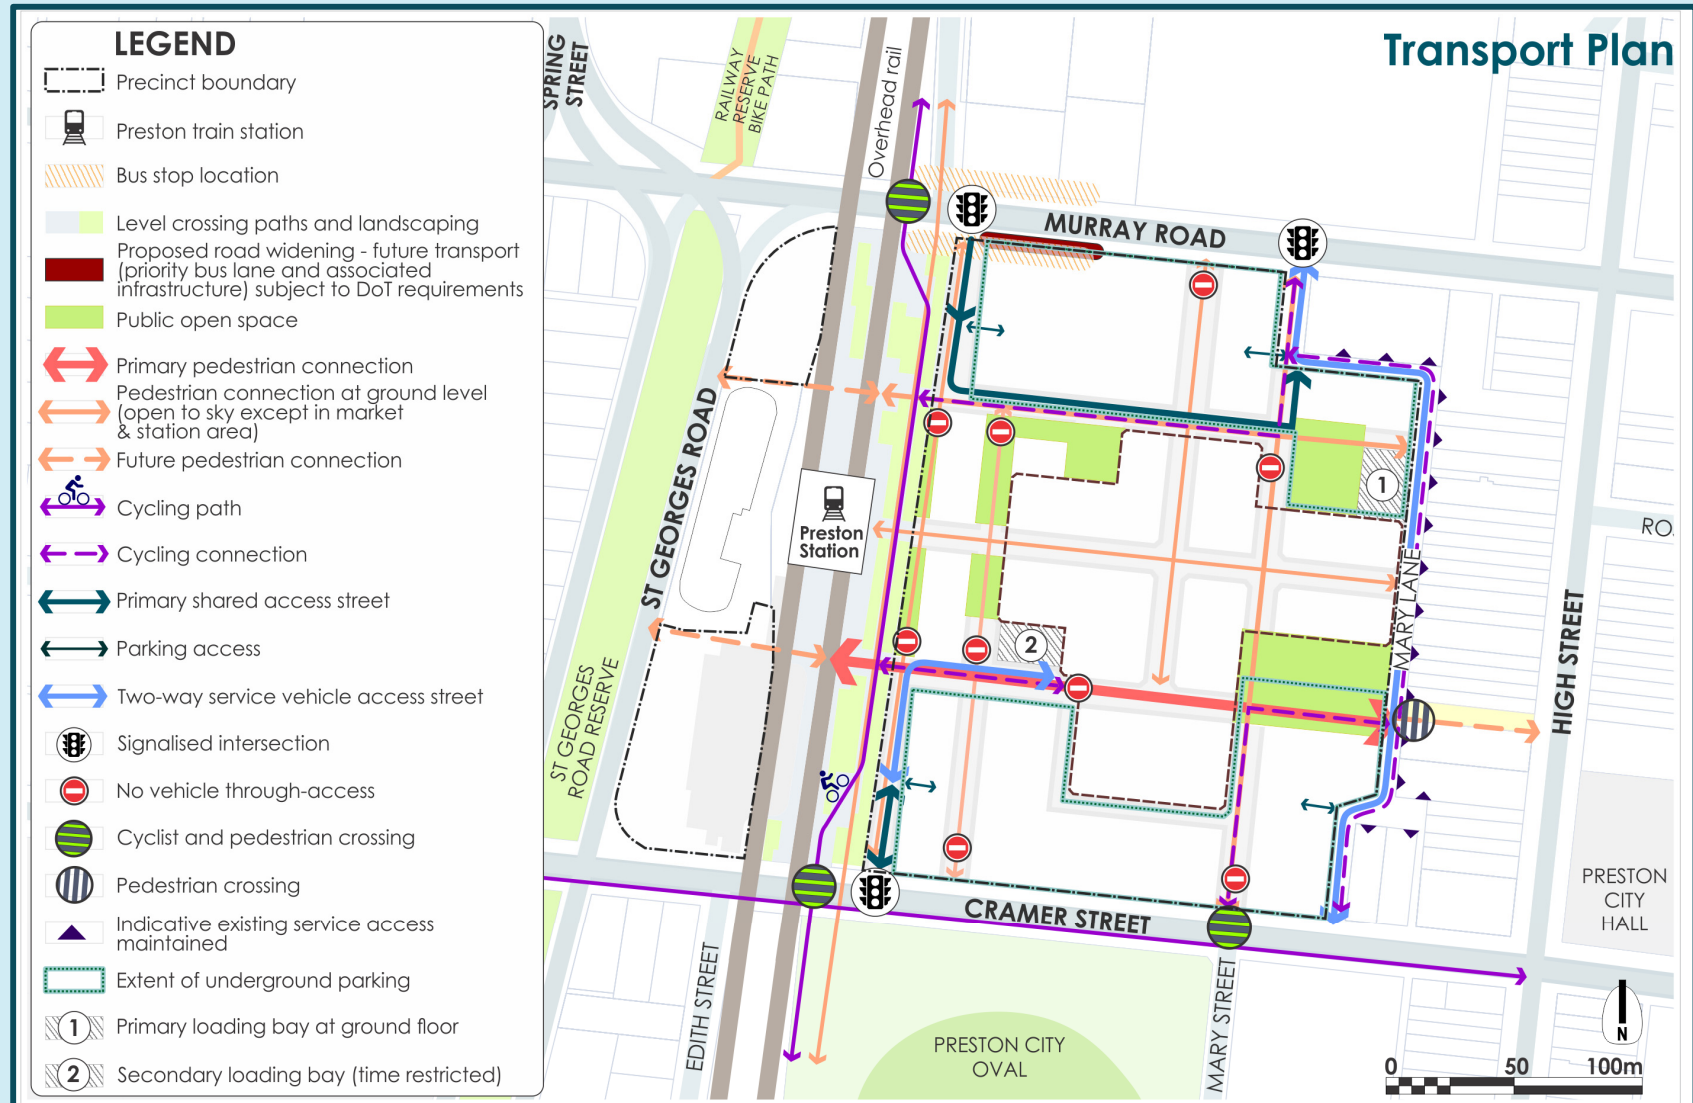 Transport Plan
LEGEND
Precinct boundary
Preston train station
Bus stop location
Level crossing paths and landscaping
Proposed road widening - future transport
(priority bus lane and associated
infrastructure) subject to DoT requirements
Public open space
Primary pedestrian connection
Pedestrian connection at ground level
(open to sky except in market
& station area)
Future pedestrian connection
Cycling path
Cycling connection
Primary shared access street
Parking access
Two-way service vehicle access street
Signalised intersection
No vehicle through-access
Cyclist and pedestrian crossing
Pedestrian crossing
Indicative existing service access
maintained
Extent of underground parking
1
Primary loading bay at ground floor
2
Secondary loading bay (time restricted)
SPRING
STREET
RAILWAY
RESERVE
BIKE PATH
Overhead rail
MURRAY ROAD
ST GEORGES ROAD
1
Preston
Station
RO
MARY LANE
2
HIGH STREET
ST GEORGES
ROAD RESERVE
PRESTON
CITY
HALL
CRAMER STREET
EDITH STREET
MARY STREET
PRESTON CITY
OVAL
N
0 50 100m